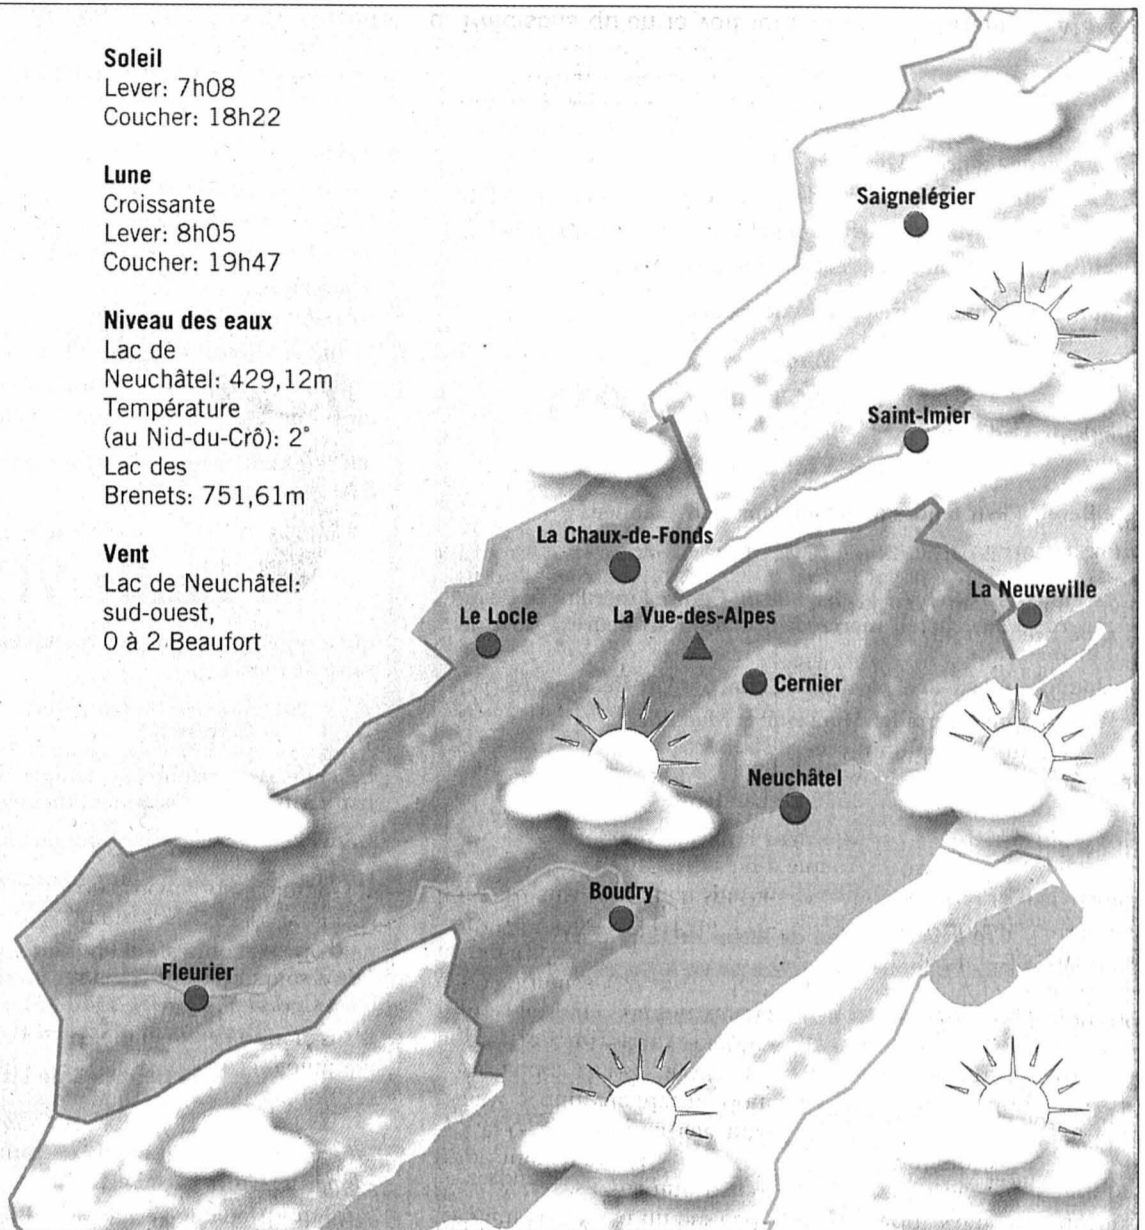 Soleil
Lever: 7h08
Coucher: 18h22
Lune
Croissante
Lever: 8h05
Coucher: 19h47
Niveau des eaux
Lac de
Neuchâtel: 429,12m
Température
(au Nid-du-Crô): 2°
Lac des
Brenets: 751,61m
Vent
Lac de Neuchâtel:
sud-ouest,
0 à 2 Beaufort
Saignelégier
Saint-Imier
La Chaux-de-Fonds
La Neuveville
Le Locle
La Vue-des-Alpes
Cernier
Neuchâtel
Boudry
Fleurier